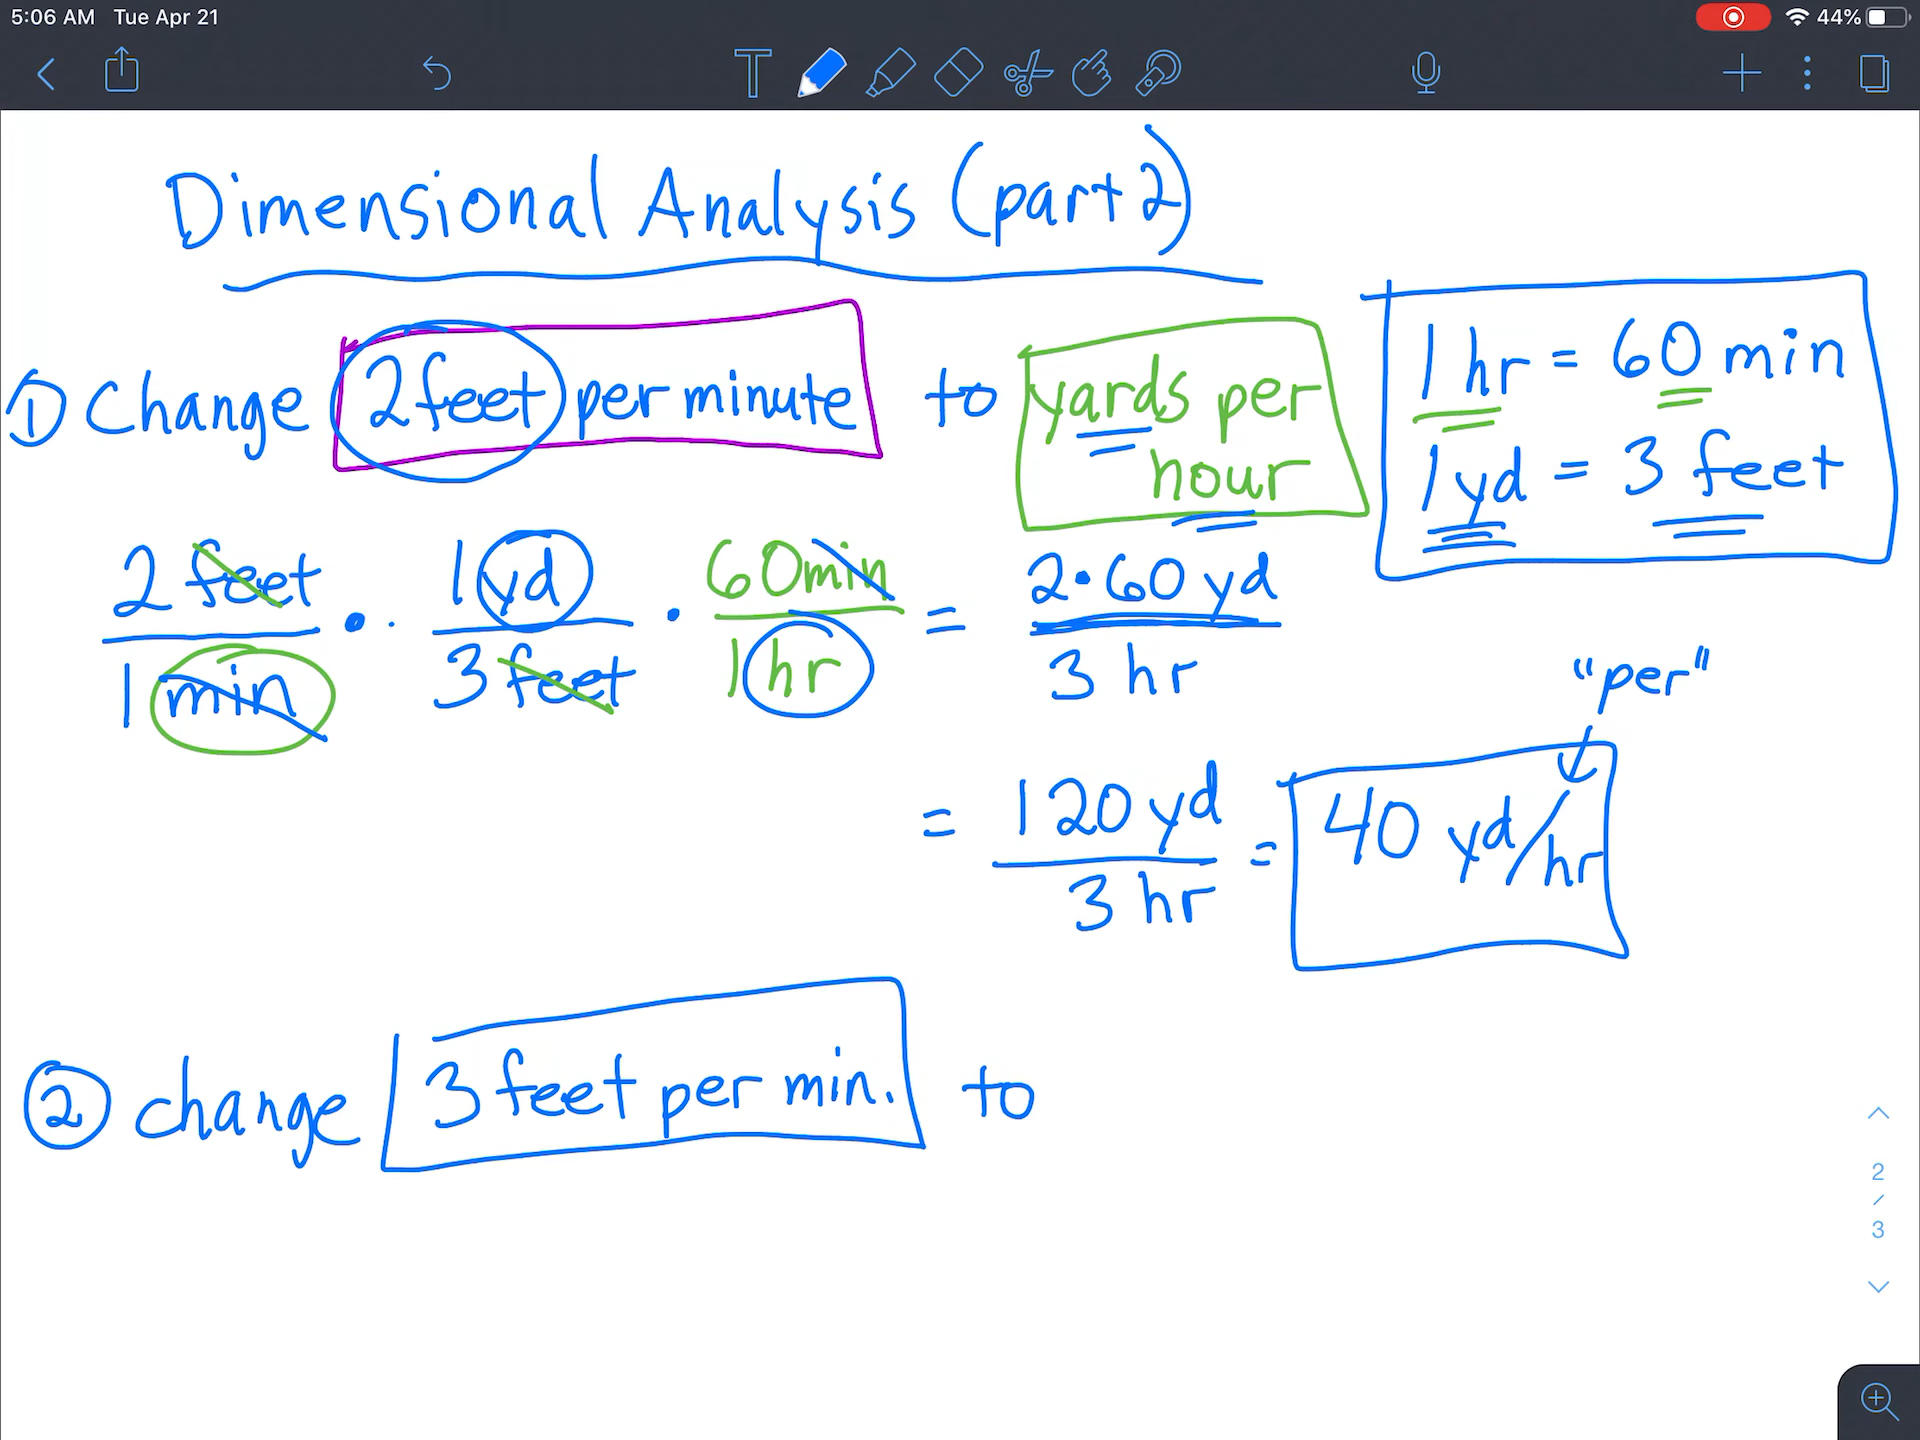 5:06 AM Tue Apr 21 44%
T
Dimensional Analysis (part 2)
① Change 2 feet per minute to yards per hour
1 hr = 60 min
1 yd = 3 feet
2 feet / 1 min · · 1 yd / 3 feet · 60 min / 1 hr = 2·60 yd / 3 hr
"per"
= 120 yd / 3 hr = 40 yd/hr
② change 3 feet per min. to
2
/
3